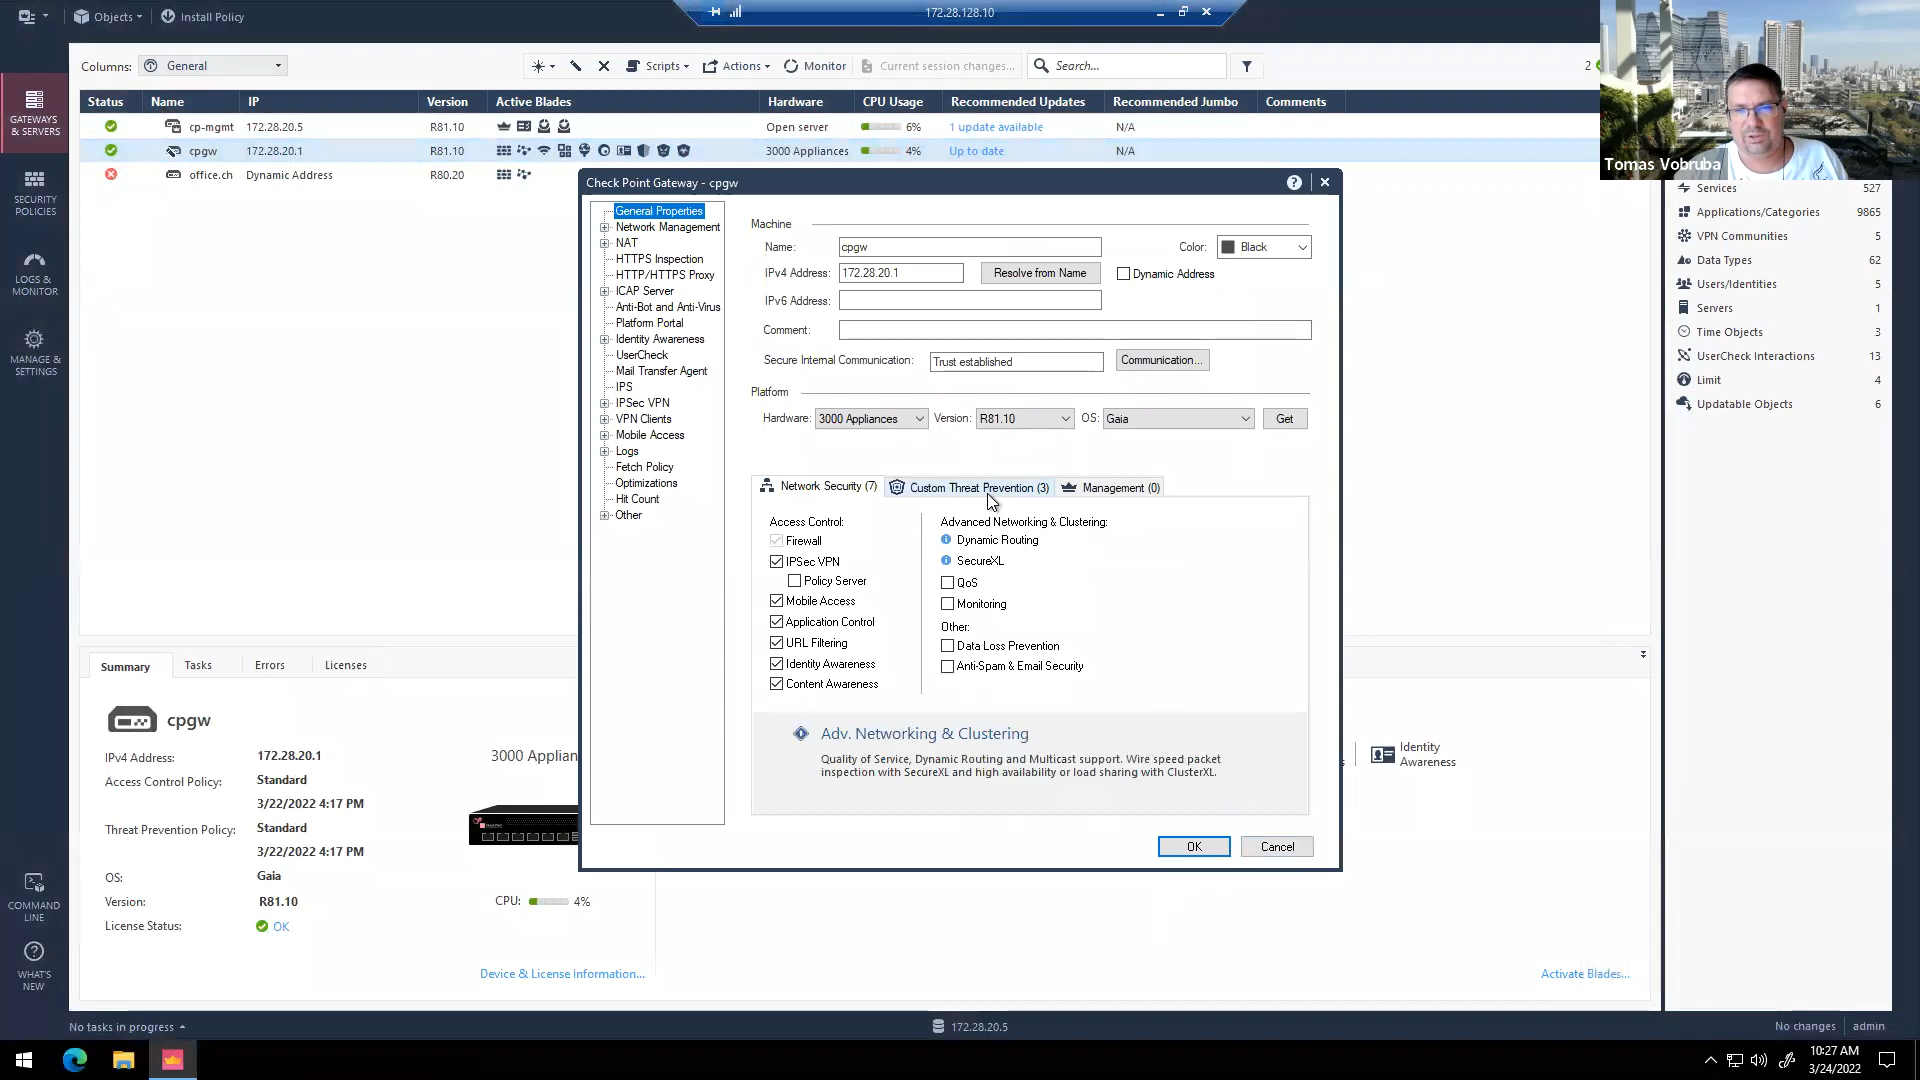 Objects
Install Policy
172.28.128.10
Columns:
General
Scripts
Actions
Monitor
Current session changes...
Search...
2
Status Name IP Version Active Blades Hardware CPU Usage Recommended Updates Recommended Jumbo Comments
cp-mgmt 172.28.20.5 R81.10 Open server 6% 1 update available N/A
cpgw 172.28.20.1 R81.10 3000 Appliances 4% Up to date N/A
office.ch Dynamic Address R80.20
GATEWAYS
& SERVERS
SECURITY
POLICIES
LOGS &
MONITOR
MANAGE &
SETTINGS
COMMAND
LINE
WHAT'S
NEW
Tomas Vobruba
Services 527
Applications/Categories 9865
VPN Communities 5
Data Types 62
Users/Identities 5
Servers 1
Time Objects 3
UserCheck Interactions 13
Limit 4
Updatable Objects 6
Check Point Gateway - cpgw
General Properties
Network Management
NAT
HTTPS Inspection
HTTP/HTTPS Proxy
ICAP Server
Anti-Bot and Anti-Virus
Platform Portal
Identity Awareness
UserCheck
Mail Transfer Agent
IPS
IPSec VPN
VPN Clients
Mobile Access
Logs
Fetch Policy
Optimizations
Hit Count
Other
Machine
Name: cpgw Color: Black
IPv4 Address: 172.28.20.1 Resolve from Name Dynamic Address
IPv6 Address:
Comment:
Secure Internal Communication: Trust established Communication...
Platform
Hardware: 3000 Appliances Version: R81.10 OS: Gaia Get
Network Security (7) Custom Threat Prevention (3) Management (0)
Access Control:
Firewall
IPSec VPN
Policy Server
Mobile Access
Application Control
URL Filtering
Identity Awareness
Content Awareness
Advanced Networking & Clustering:
Dynamic Routing
SecureXL
QoS
Monitoring
Other:
Data Loss Prevention
Anti-Spam & Email Security
Adv. Networking & Clustering
Quality of Service, Dynamic Routing and Multicast support. Wire speed packet
inspection with SecureXL and high availability or load sharing with ClusterXL.
OK Cancel
Summary Tasks Errors Licenses
cpgw
IPv4 Address: 172.28.20.1
Access Control Policy: Standard
3/22/2022 4:17 PM
Threat Prevention Policy: Standard
3/22/2022 4:17 PM
OS: Gaia
Version: R81.10
License Status: OK
3000 Applian
CPU: 4%
Device & License Information...
Identity
Awareness
Activate Blades...
No tasks in progress
172.28.20.5
No changes admin
10:27 AM
3/24/2022